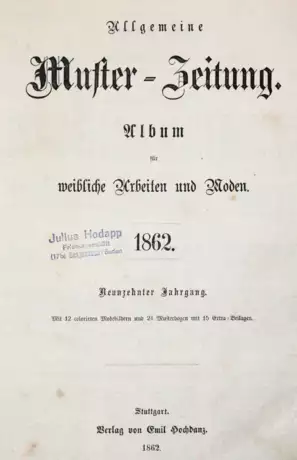 Allgemeine
Muster-Zeitung.
Album
für
weibliche Arbeiten und Moden.
1862.
Julius Hodapp
Neunzehnter Jahrgang.
Mit 12 colorirten Modebildern und 24 Musterbogen mit 15 Extra-Beilagen.
Stuttgart.
Verlag von Emil Hochdanz.
1862.